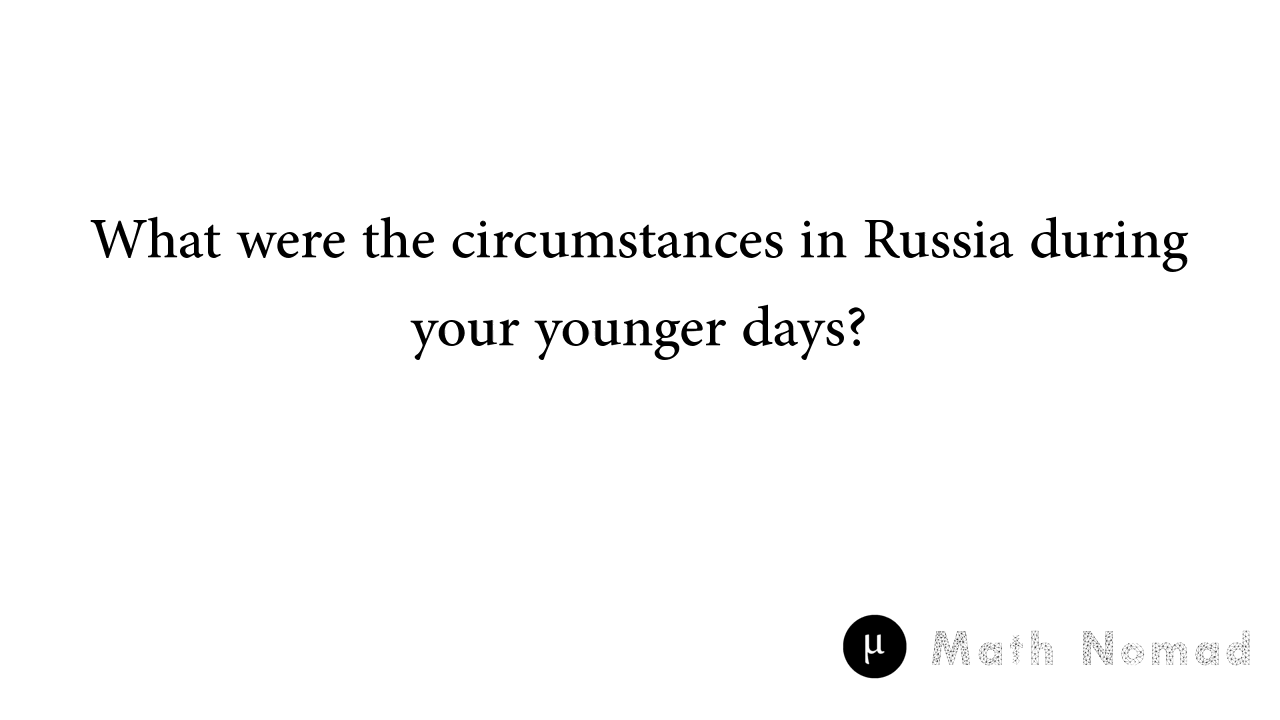 What were the circumstances in Russia during
your younger days?
μ Math Nomad